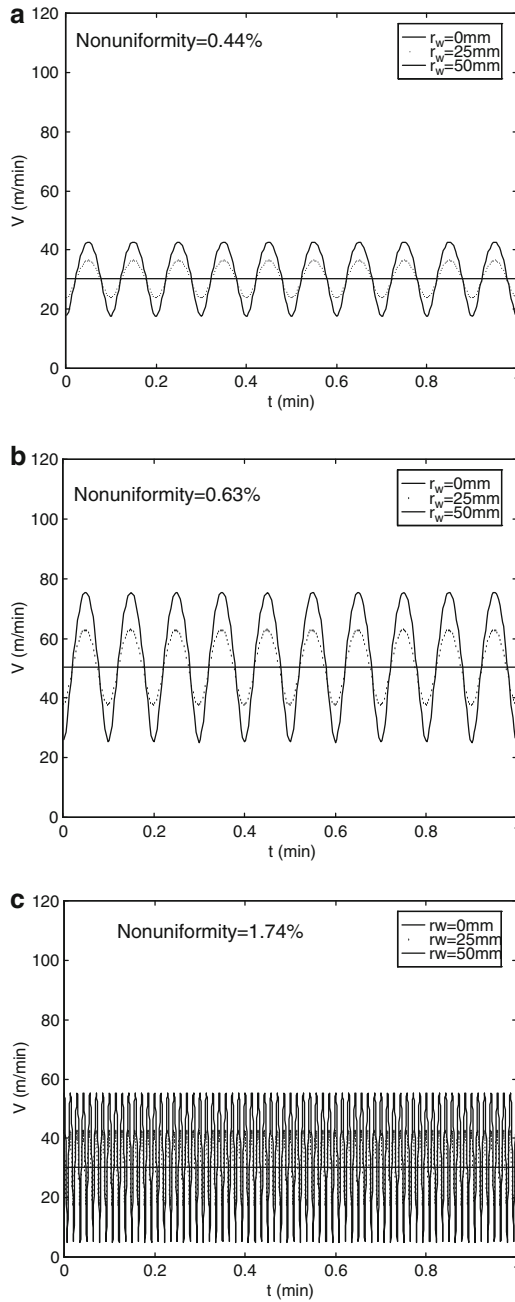 a
120
Nonuniformity=0.44%
r_w=0mm
r_w=25mm
r_w=50mm
100
80
60
40
20
0
V (m/min)
0 0.2 0.4 0.6 0.8 1
t (min)
b
120
Nonuniformity=0.63%
r_w=0mm
r_w=25mm
r_w=50mm
100
80
60
40
20
0
V (m/min)
0 0.2 0.4 0.6 0.8 1
t (min)
c
120
Nonuniformity=1.74%
rw=0mm
rw=25mm
rw=50mm
100
80
60
40
20
0
V (m/min)
0 0.2 0.4 0.6 0.8 1
t (min)